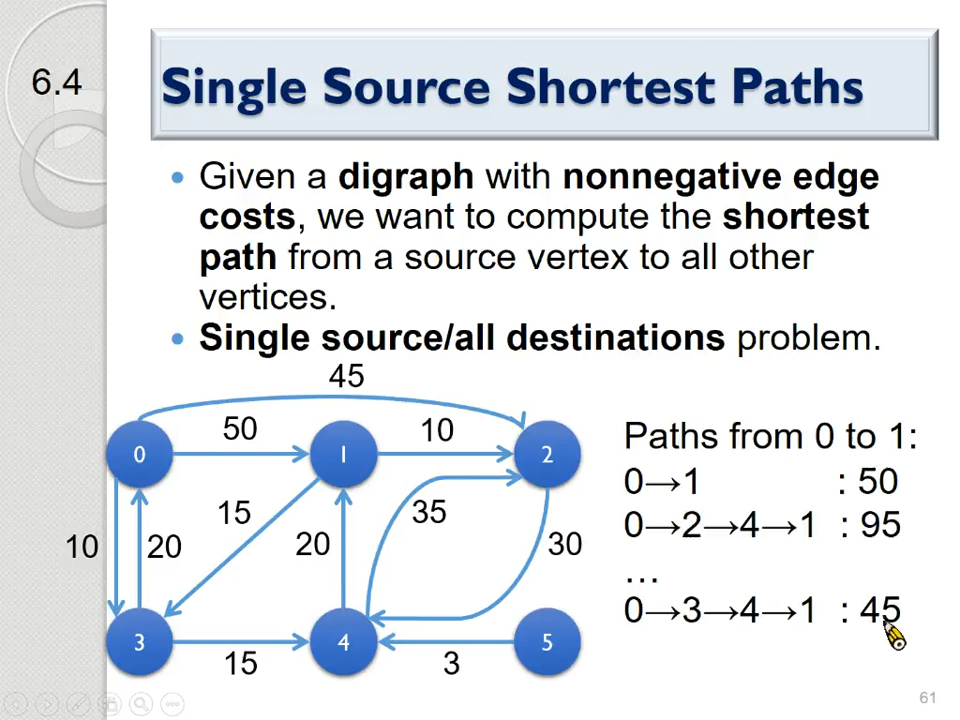 6.4
Single Source Shortest Paths
• Given a digraph with nonnegative edge
costs, we want to compute the shortest
path from a source vertex to all other
vertices.
• Single source/all destinations problem.
45
50
10
0
1
2
15
35
10
20
20
30
3
4
5
15
3
Paths from 0 to 1:
0→1 : 50
0→2→4→1 : 95
…
0→3→4→1 : 45
61